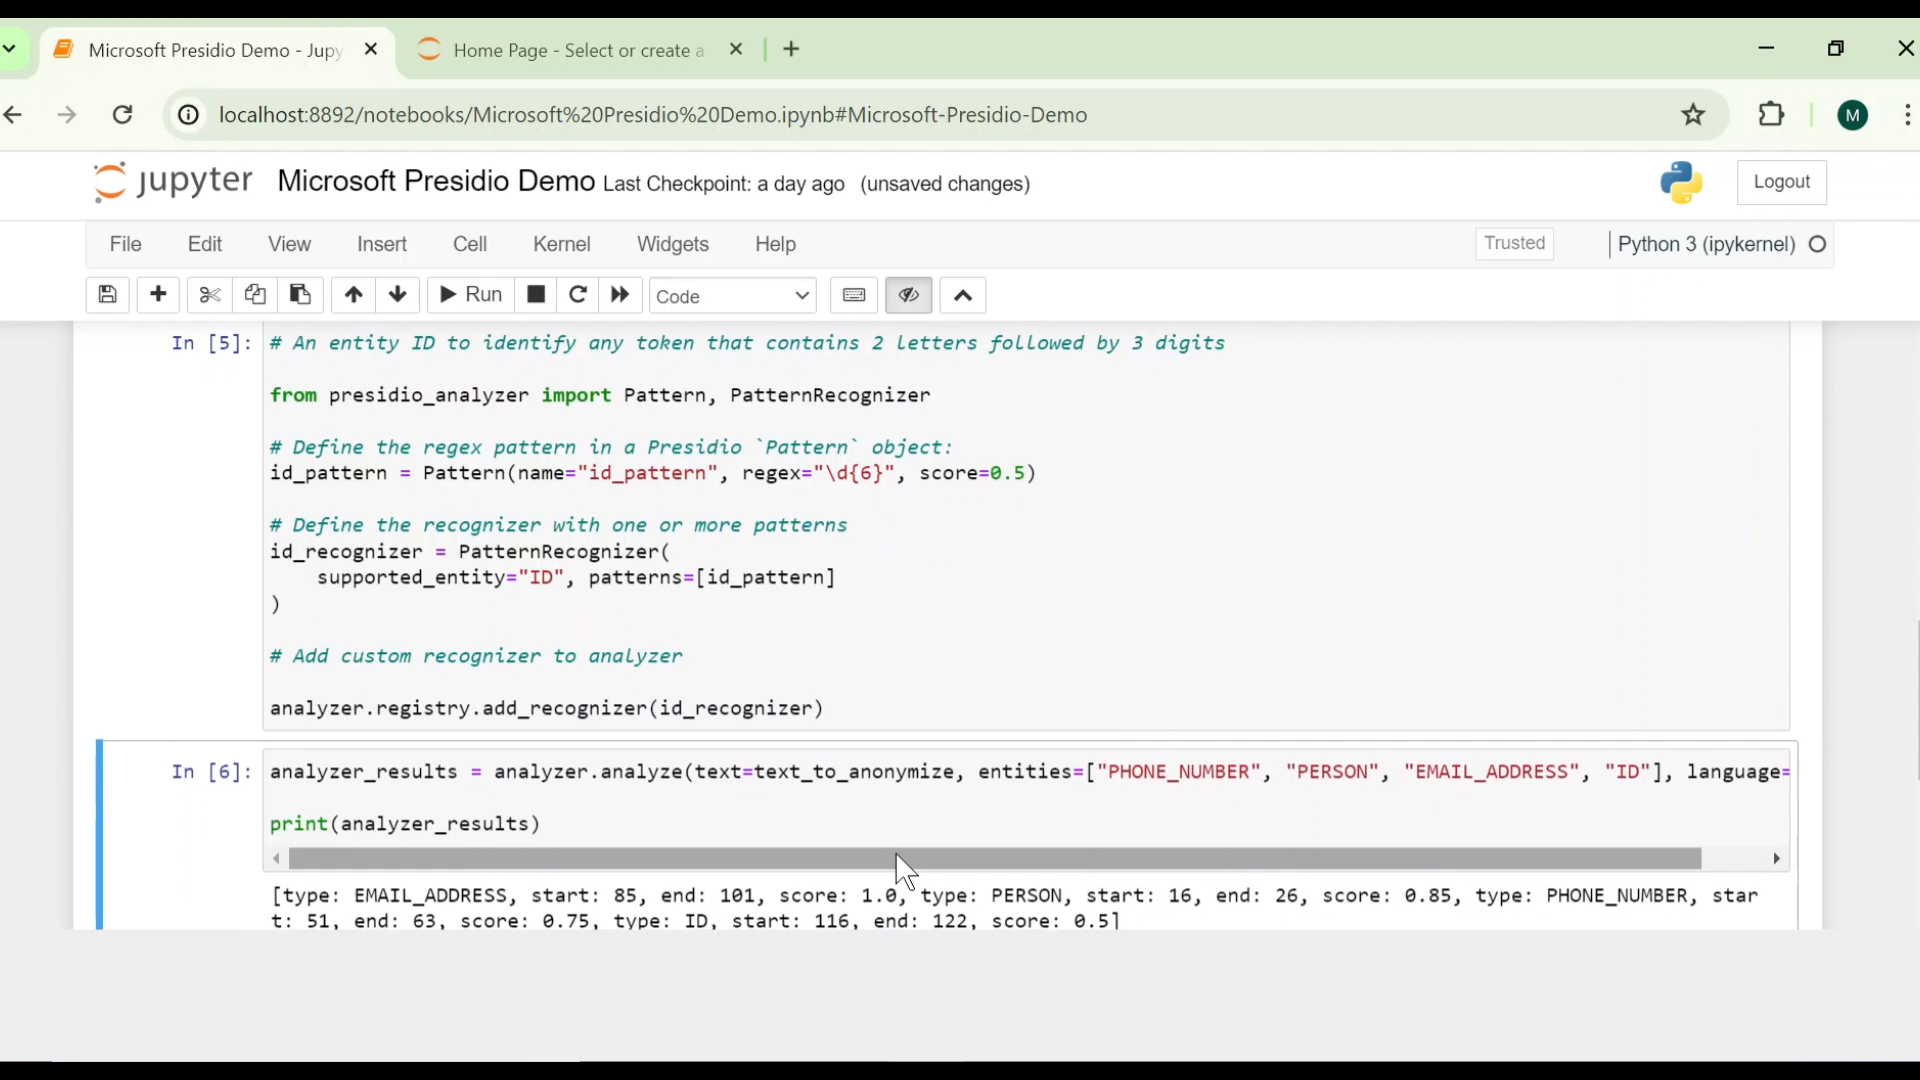 Microsoft Presidio Demo - Jupy
Home Page - Select or create a
localhost:8892/notebooks/Microsoft%20Presidio%20Demo.ipynb#Microsoft-Presidio-Demo
M
jupyter Microsoft Presidio Demo Last Checkpoint: a day ago (unsaved changes)
Logout
File Edit View Insert Cell Kernel Widgets Help
Trusted
Python 3 (ipykernel)
Run
Code
In [5]: # An entity ID to identify any token that contains 2 letters followed by 3 digits
from presidio_analyzer import Pattern, PatternRecognizer
# Define the regex pattern in a Presidio `Pattern` object:
id_pattern = Pattern(name="id_pattern", regex="\d{6}", score=0.5)
# Define the recognizer with one or more patterns
id_recognizer = PatternRecognizer(
supported_entity="ID", patterns=[id_pattern]
)
# Add custom recognizer to analyzer
analyzer.registry.add_recognizer(id_recognizer)
In [6]: analyzer_results = analyzer.analyze(text=text_to_anonymize, entities=["PHONE_NUMBER", "PERSON", "EMAIL_ADDRESS", "ID"], language=
print(analyzer_results)
[type: EMAIL_ADDRESS, start: 85, end: 101, score: 1.0, type: PERSON, start: 16, end: 26, score: 0.85, type: PHONE_NUMBER, star
t: 51, end: 63, score: 0.75, type: ID, start: 116, end: 122, score: 0.5]